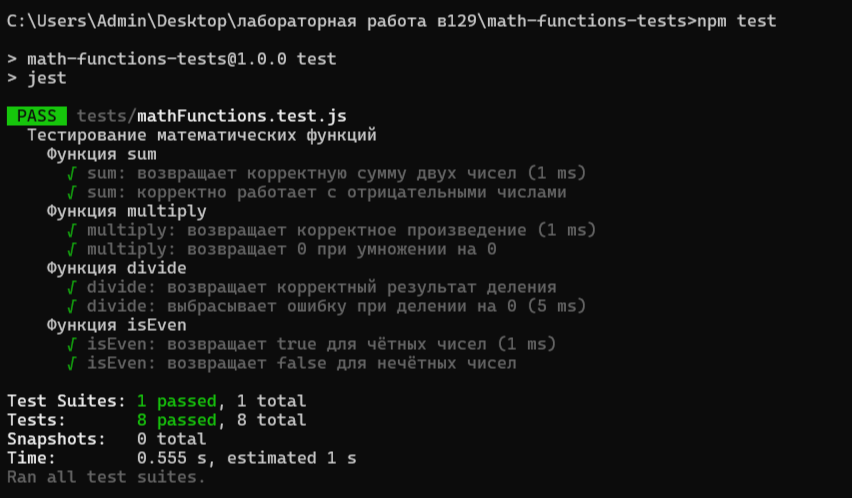 C:\Users\Admin\Desktop\лабораторная работа в129\math-functions-tests>npm test
> math-functions-tests@1.0.0 test
> jest
PASS tests/mathFunctions.test.js
Тестирование математических функций
Функция sum
√ sum: возвращает корректную сумму двух чисел (1 ms)
√ sum: корректно работает с отрицательными числами
Функция multiply
√ multiply: возвращает корректное произведение (1 ms)
√ multiply: возвращает 0 при умножении на 0
Функция divide
√ divide: возвращает корректный результат деления
√ divide: выбрасывает ошибку при делении на 0 (5 ms)
Функция isEven
√ isEven: возвращает true для чётных чисел (1 ms)
√ isEven: возвращает false для нечётных чисел
Test Suites: 1 passed, 1 total
Tests: 8 passed, 8 total
Snapshots: 0 total
Time: 0.555 s, estimated 1 s
Ran all test suites.